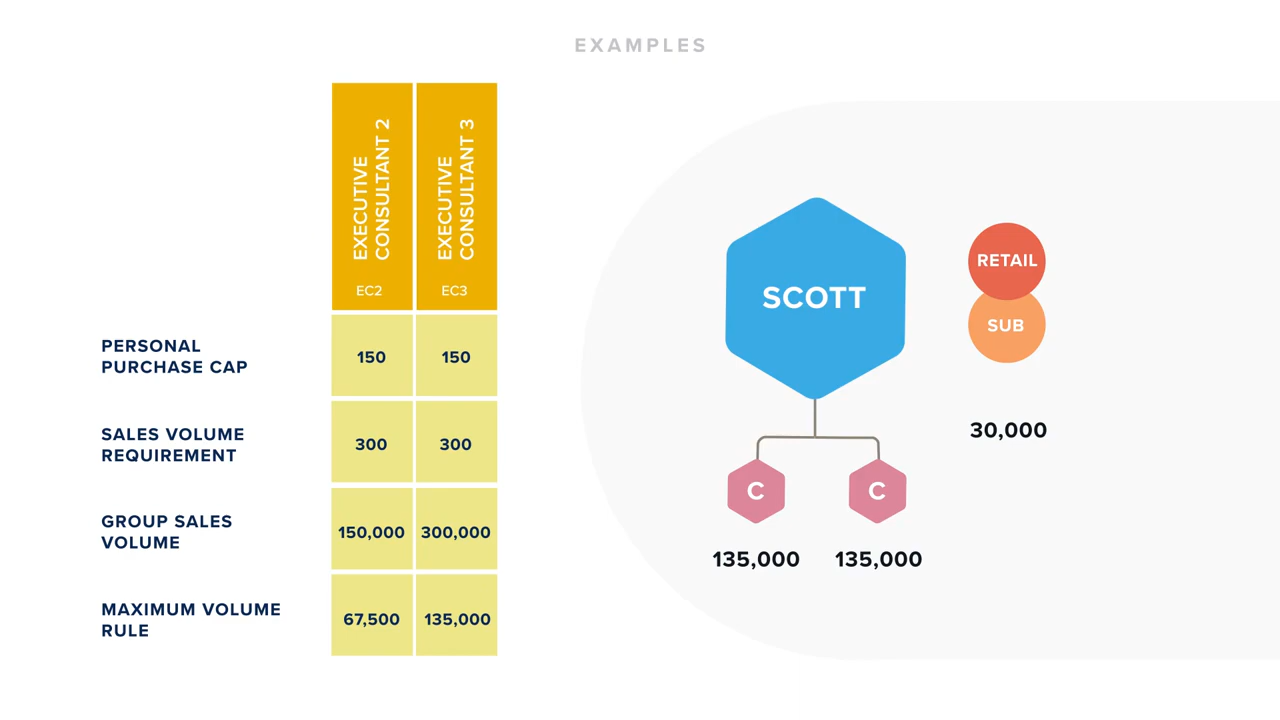 EXAMPLES
EXECUTIVE
CONSULTANT 2
EC2
EXECUTIVE
CONSULTANT 3
EC3
PERSONAL
PURCHASE CAP
150
150
SALES VOLUME
REQUIREMENT
300
300
GROUP SALES
VOLUME
150,000
300,000
MAXIMUM VOLUME
RULE
67,500
135,000
SCOTT
RETAIL
SUB
30,000
C
C
135,000
135,000